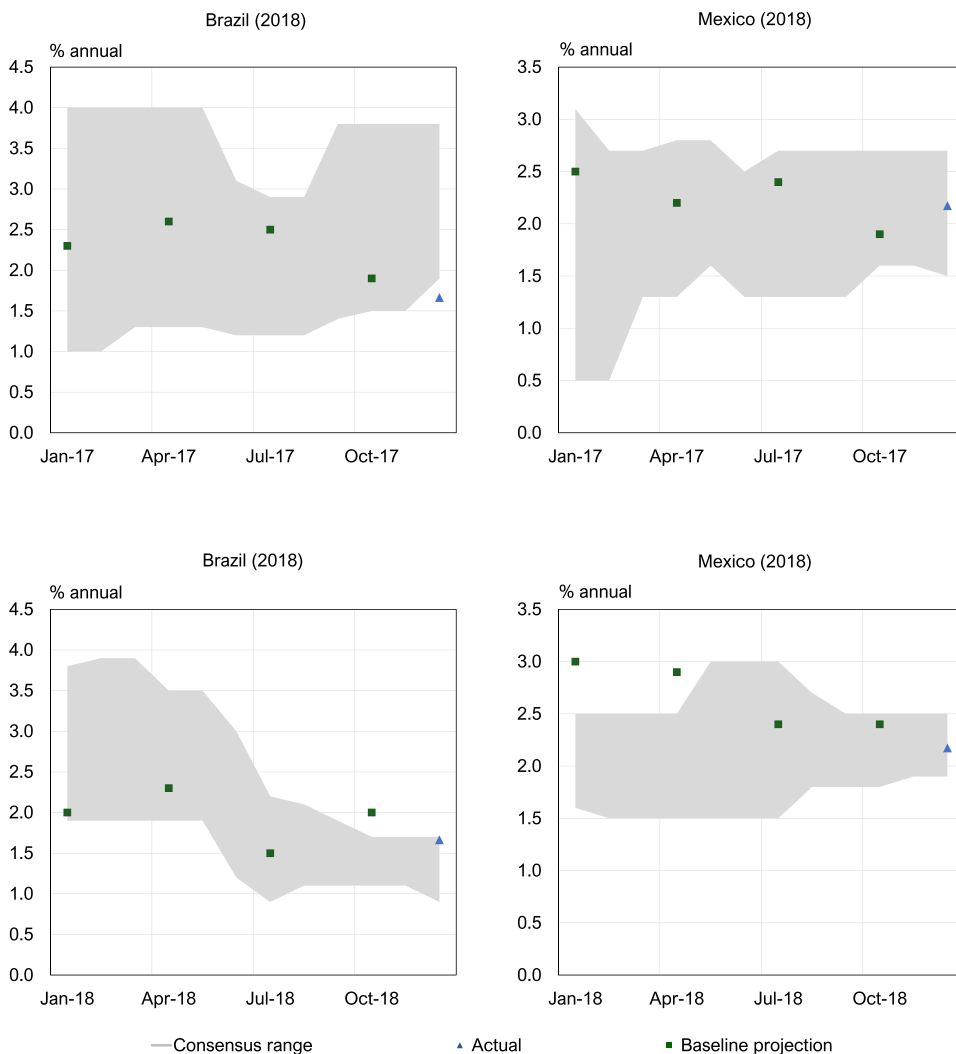 Brazil (2018)
% annual
4.5
4.0
3.5
3.0
2.5
2.0
1.5
1.0
0.5
0.0
Jan-17 Apr-17 Jul-17 Oct-17
Mexico (2018)
% annual
3.5
3.0
2.5
2.0
1.5
1.0
0.5
0.0
Jan-17 Apr-17 Jul-17 Oct-17
Brazil (2018)
% annual
4.5
4.0
3.5
3.0
2.5
2.0
1.5
1.0
0.5
0.0
Jan-18 Apr-18 Jul-18 Oct-18
Mexico (2018)
% annual
3.5
3.0
2.5
2.0
1.5
1.0
0.5
0.0
Jan-18 Apr-18 Jul-18 Oct-18
Consensus range Actual Baseline projection